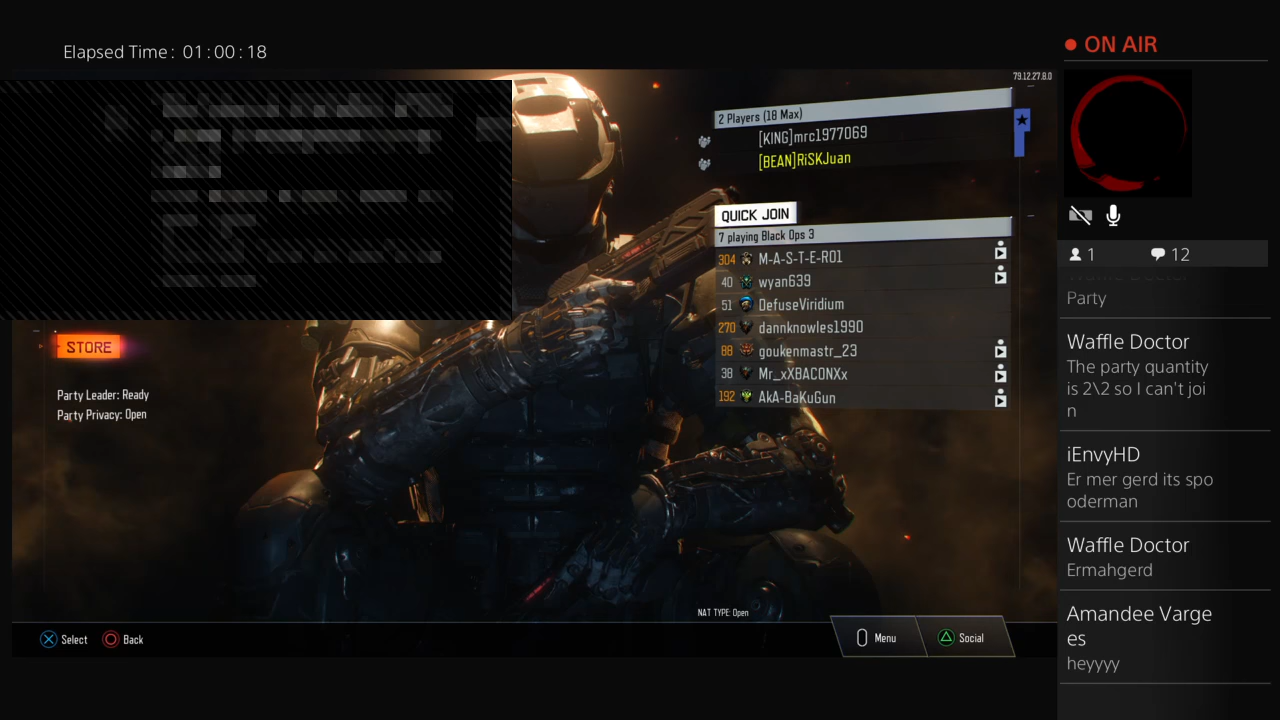 Elapsed Time: 01:00:18
ON AIR
79.12.27.8.0
2 Players (18 Max)
[KING]mrc1977069
[BEAN]RiSKJuan
QUICK JOIN
7 playing Black Ops 3
304 M-A-S-T-E-R01
40 wyan639
51 DefuseViridium
270 dannknowles1990
88 goukenmastr_23
38 Mr_xXBACONXx
192 AkA-BaKuGun
STORE
Party Leader: Ready
Party Privacy: Open
NAT TYPE: Open
Select
Back
Menu
Social
1
12
Party
Waffle Doctor
The party quantity
is 2\2 so I can't joi
n
iEnvyHD
Er mer gerd its spo
oderman
Waffle Doctor
Ermahgerd
Amandee Varge
es
heyyyy